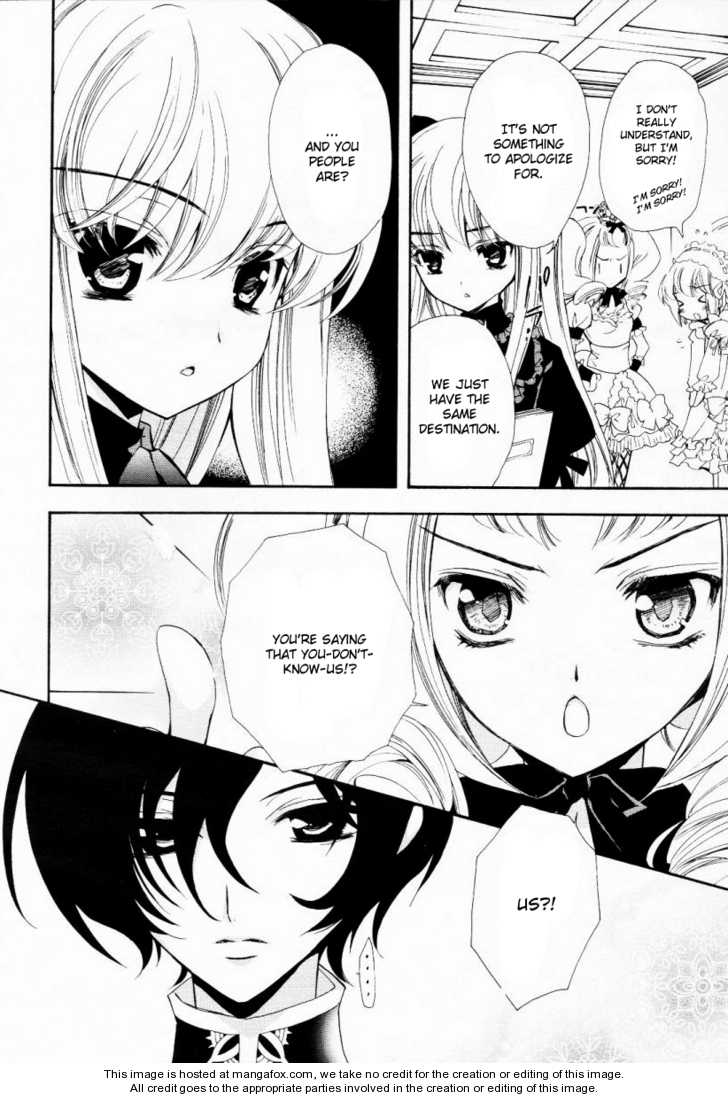 I DON'T
REALLY
UNDERSTAND,
BUT I'M
SORRY!
I'M SORRY!
I'M SORRY!
IT'S NOT
SOMETHING
TO APOLOGIZE
FOR.
WE JUST
HAVE THE
SAME
DESTINATION.
...
AND YOU
PEOPLE
ARE?
YOU'RE SAYING
THAT YOU-DON'T-
KNOW-US!?
US?!
....
This image is hosted at mangafox.com, we take no credit for the creation or editing of this image.
All credit goes to the appropriate parties involved in the creation or editing of this image.